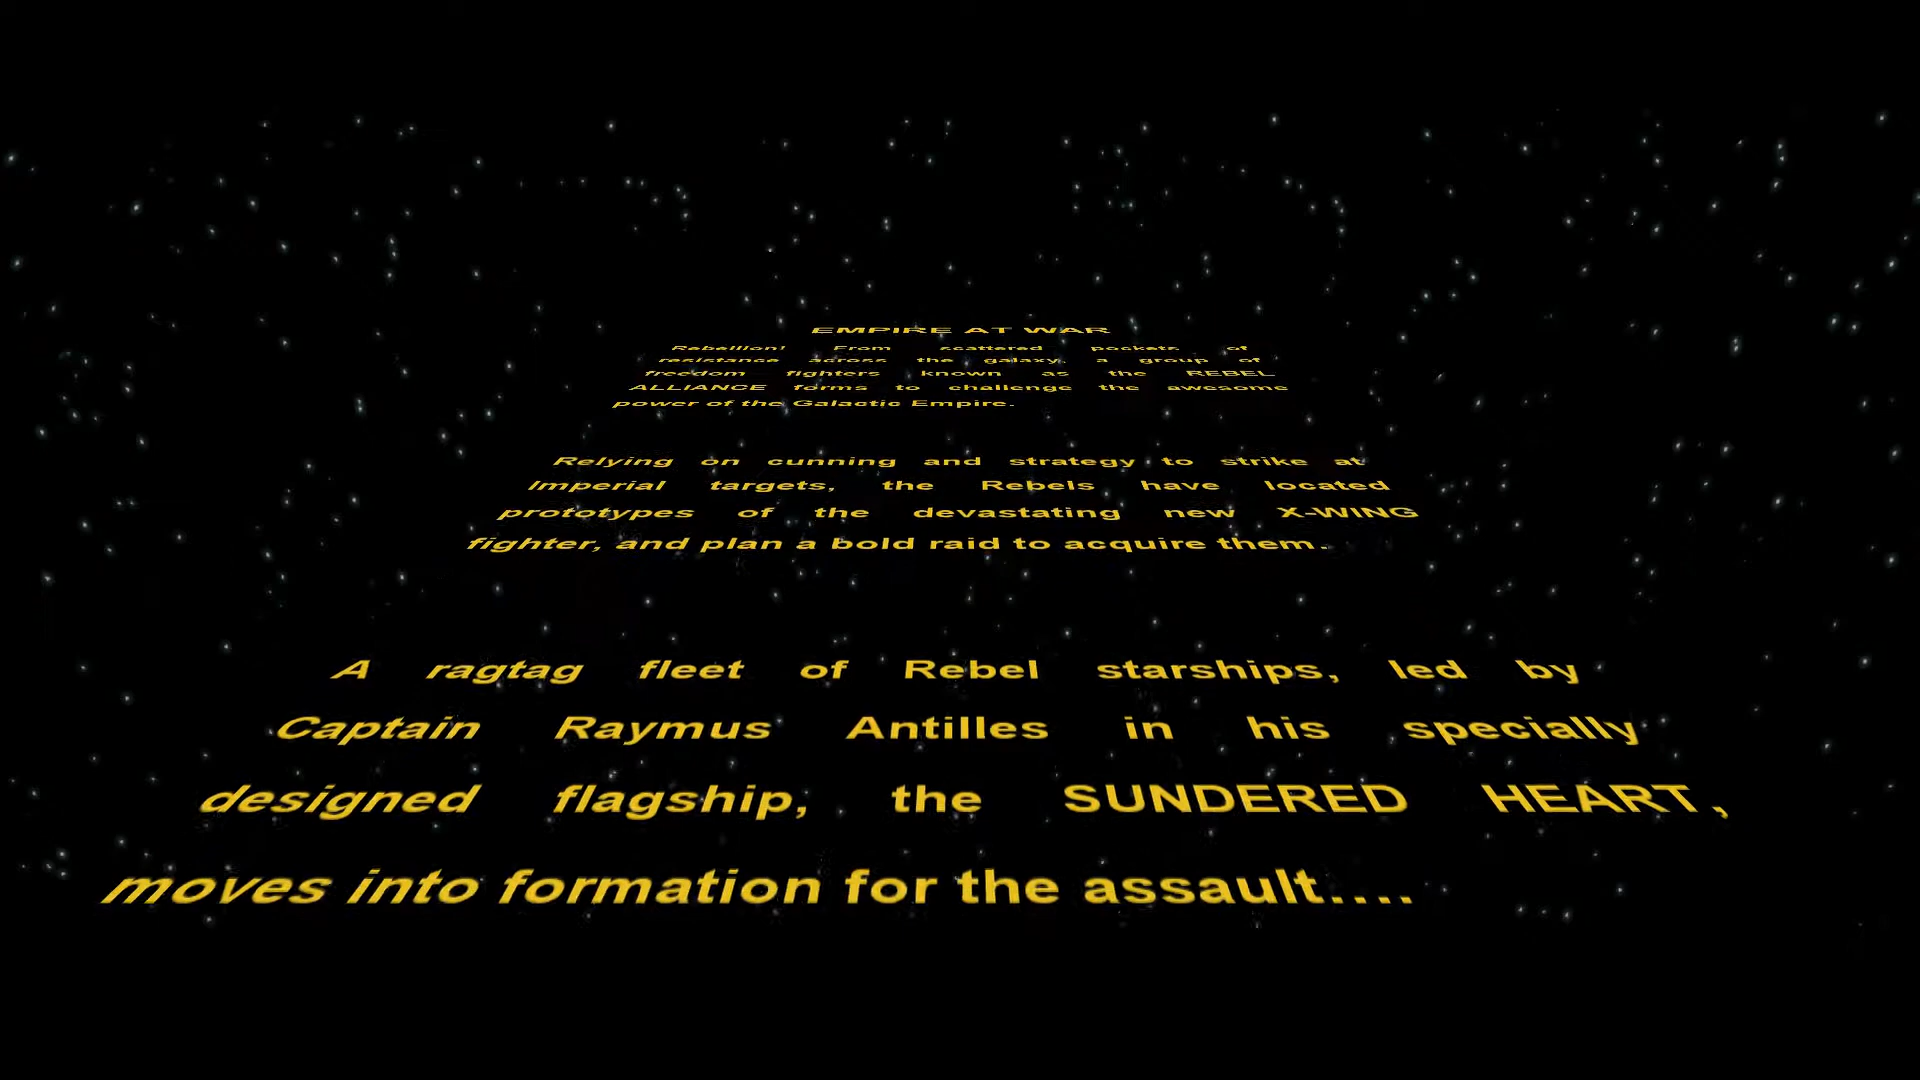 EMPIRE AT WAR
Rebellion! From scattered pockets of
resistance across the galaxy, a group of
freedom fighters known as the REBEL
ALLIANCE forms to challenge the awesome
power of the Galactic Empire.
Relying on cunning and strategy to strike at
Imperial targets, the Rebels have located
prototypes of the devastating new X-WING
fighter, and plan a bold raid to acquire them.
A ragtag fleet of Rebel starships, led by
Captain Raymus Antilles in his specially
designed flagship, the SUNDERED HEART,
moves into formation for the assault....